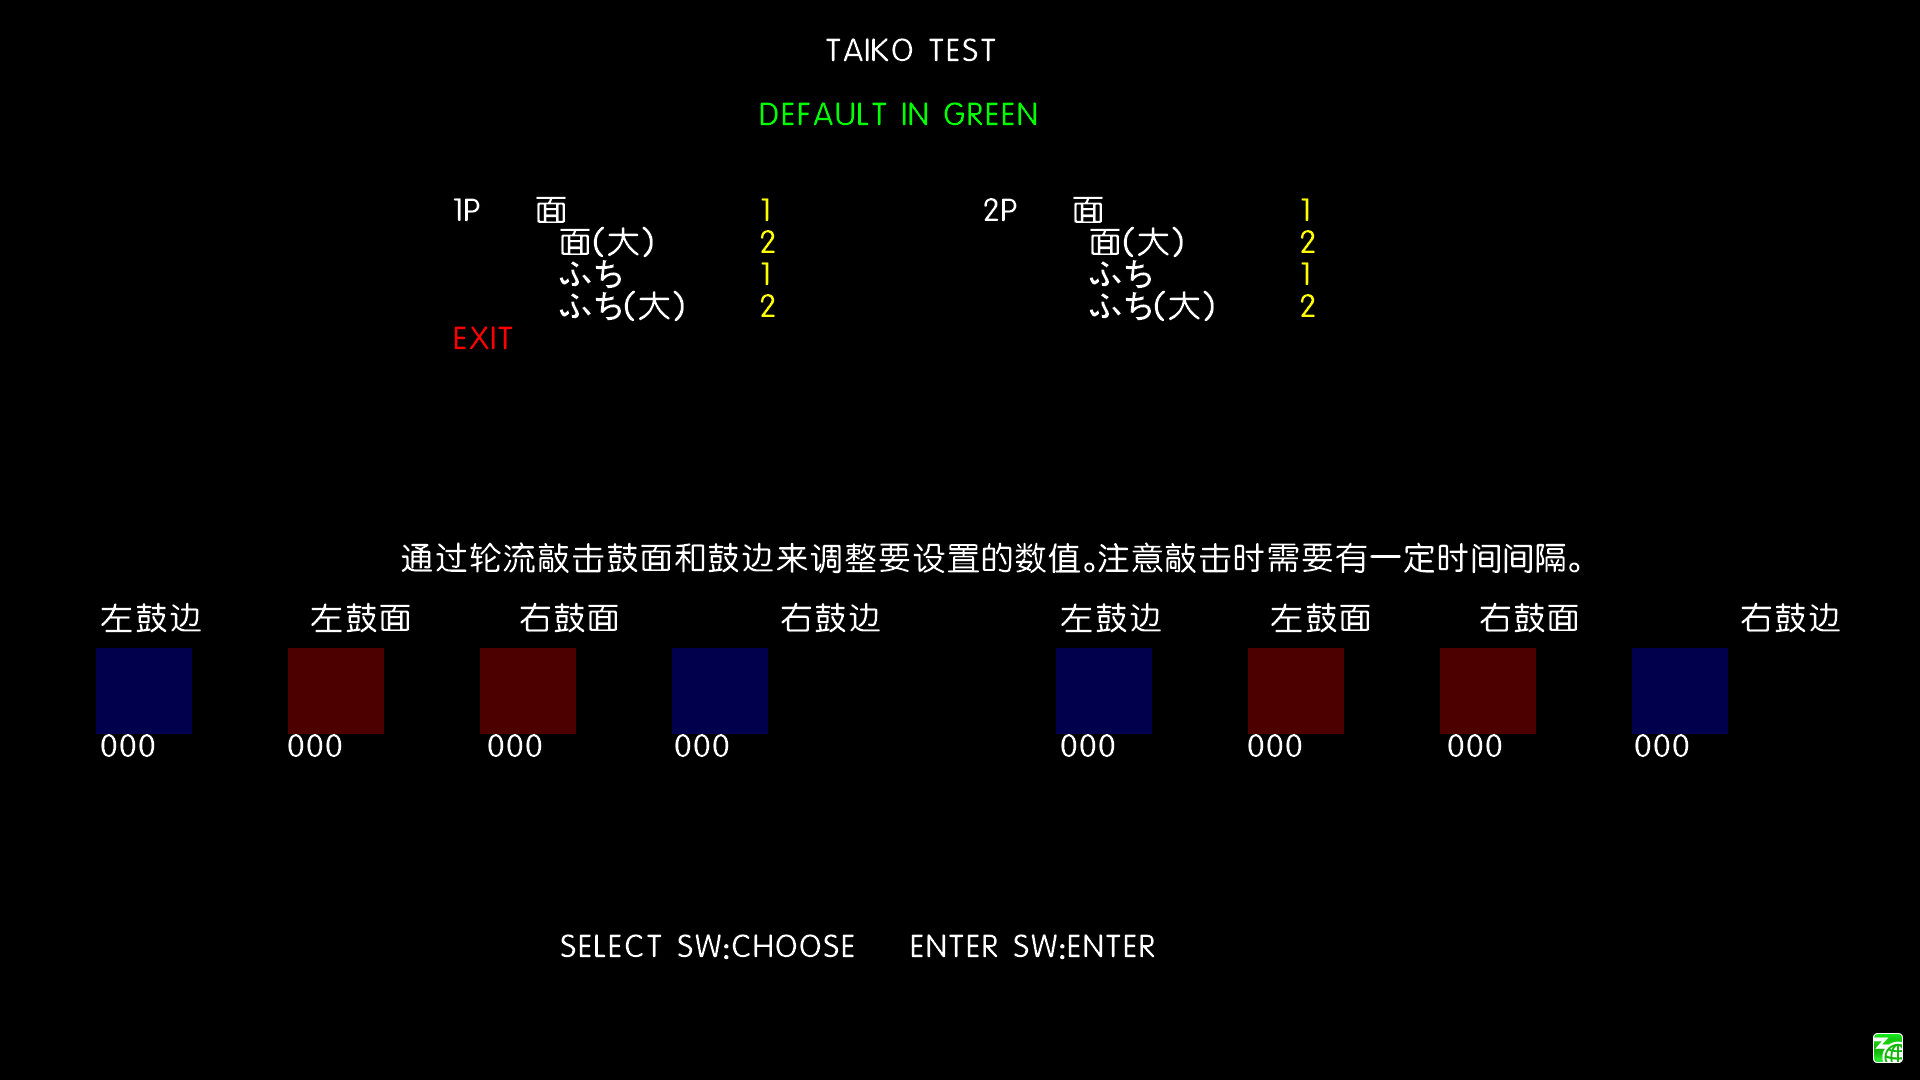 TAIKO TEST
DEFAULT IN GREEN
1P 面 1 2P 面 1
面(大) 2 面(大) 2
ふち 1 ふち 1
ふち(大) 2 ふち(大) 2
EXIT
通过轮流敲击鼓面和鼓边来调整要设置的数值。注意敲击时需要有一定时间间隔。
左鼓边 左鼓面 右鼓面 右鼓边 左鼓边 左鼓面 右鼓面 右鼓边
000 000 000 000 000 000 000 000
SELECT SW:CHOOSE ENTER SW:ENTER